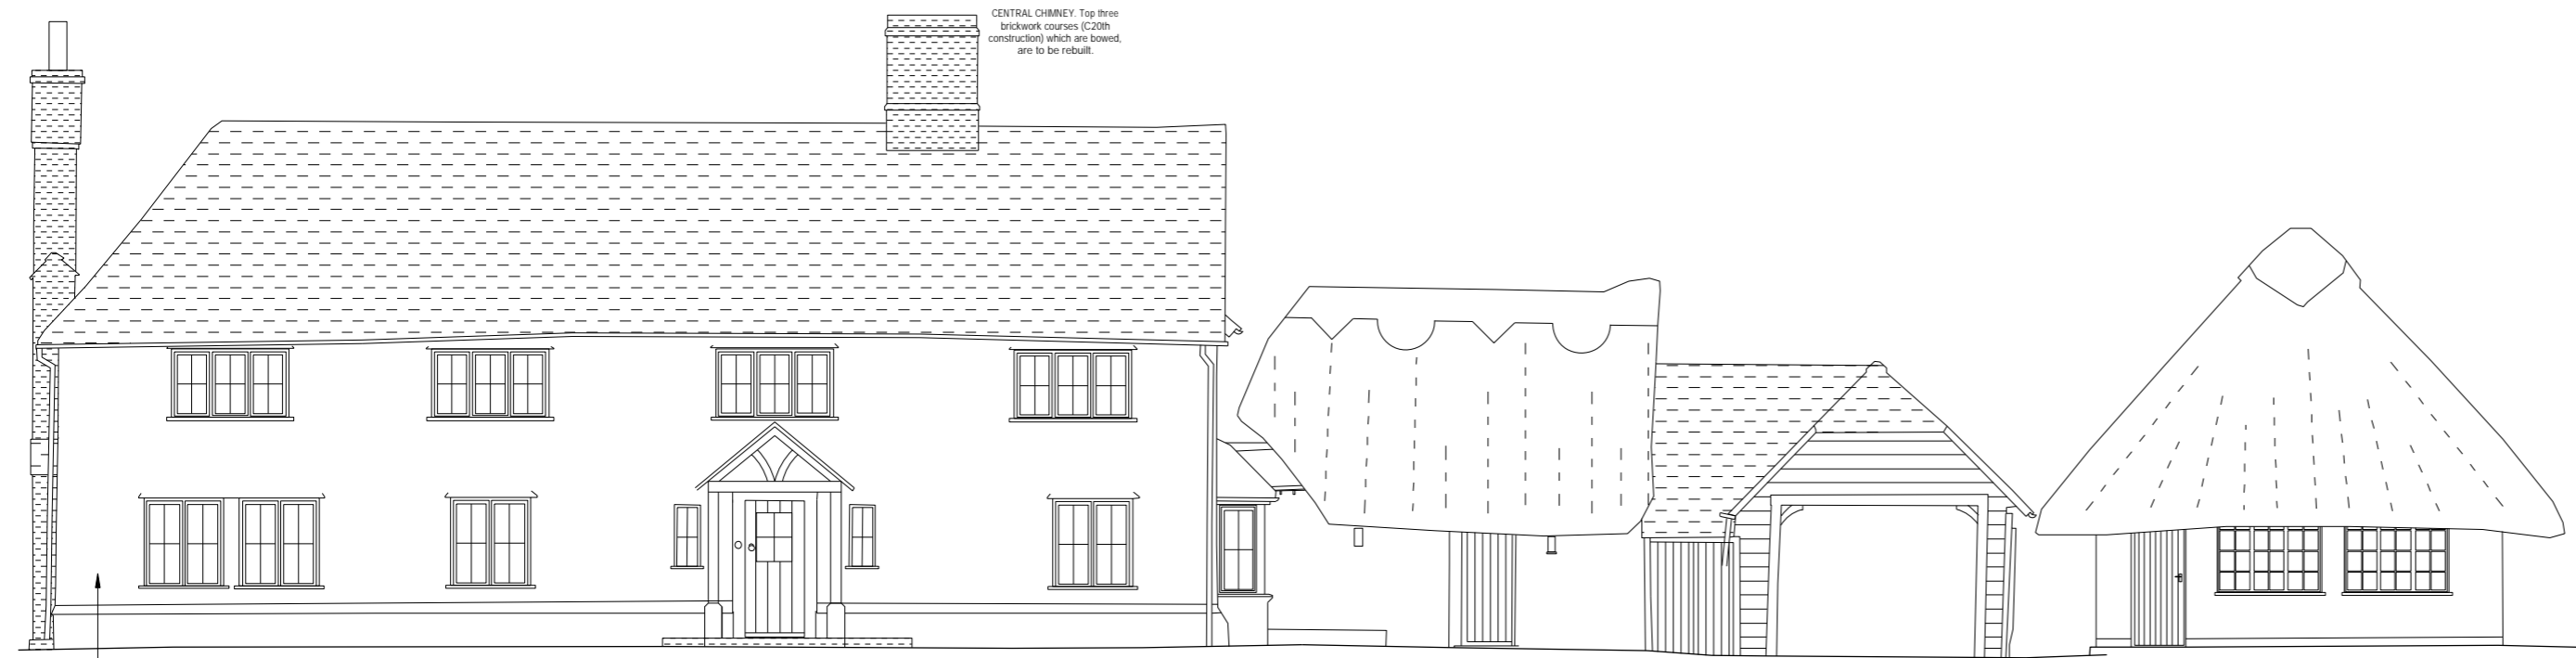 CENTRAL CHIMNEY. Top three
brickwork courses (C20th
construction) which are bowed,
are to be rebuilt.